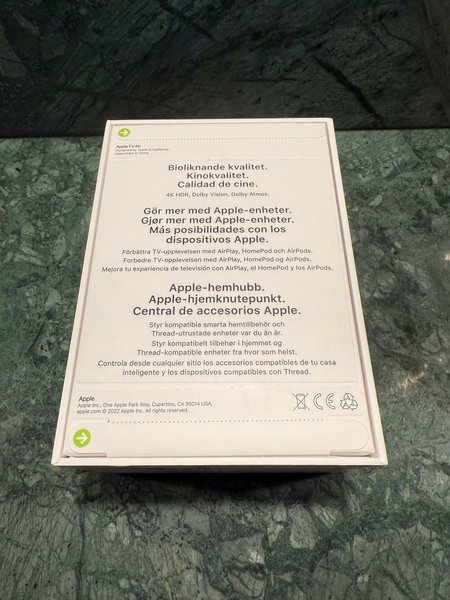 Apple TV 4K
Designed by Apple in California
Assembled in China
Bioliknande kvalitet.
Kinokvalitet.
Calidad de cine.
4K HDR, Dolby Vision, Dolby Atmos.
Gör mer med Apple-enheter.
Gjør mer med Apple-enheter.
Más posibilidades con los
dispositivos Apple.
Förbättra TV-upplevelsen med AirPlay, HomePod och AirPods.
Forbedre TV-opplevelsen med AirPlay, HomePod og AirPods.
Mejora tu experiencia de televisión con AirPlay, el HomePod y los AirPods.
Apple-hemhubb.
Apple-hjemknutepunkt.
Central de accesorios Apple.
Styr kompatibla smarta hemtillbehör och
Thread-utrustade enheter var du än är.
Styr kompatibelt tilbehør i hjemmet og
Thread-kompatible enheter fra hvor som helst.
Controla desde cualquier sitio los accesorios compatibles de tu casa
inteligente y los dispositivos compatibles con Thread.
Apple
Apple Inc., One Apple Park Way, Cupertino, CA 95014 USA,
apple.com © 2022 Apple Inc. All rights reserved.
CE